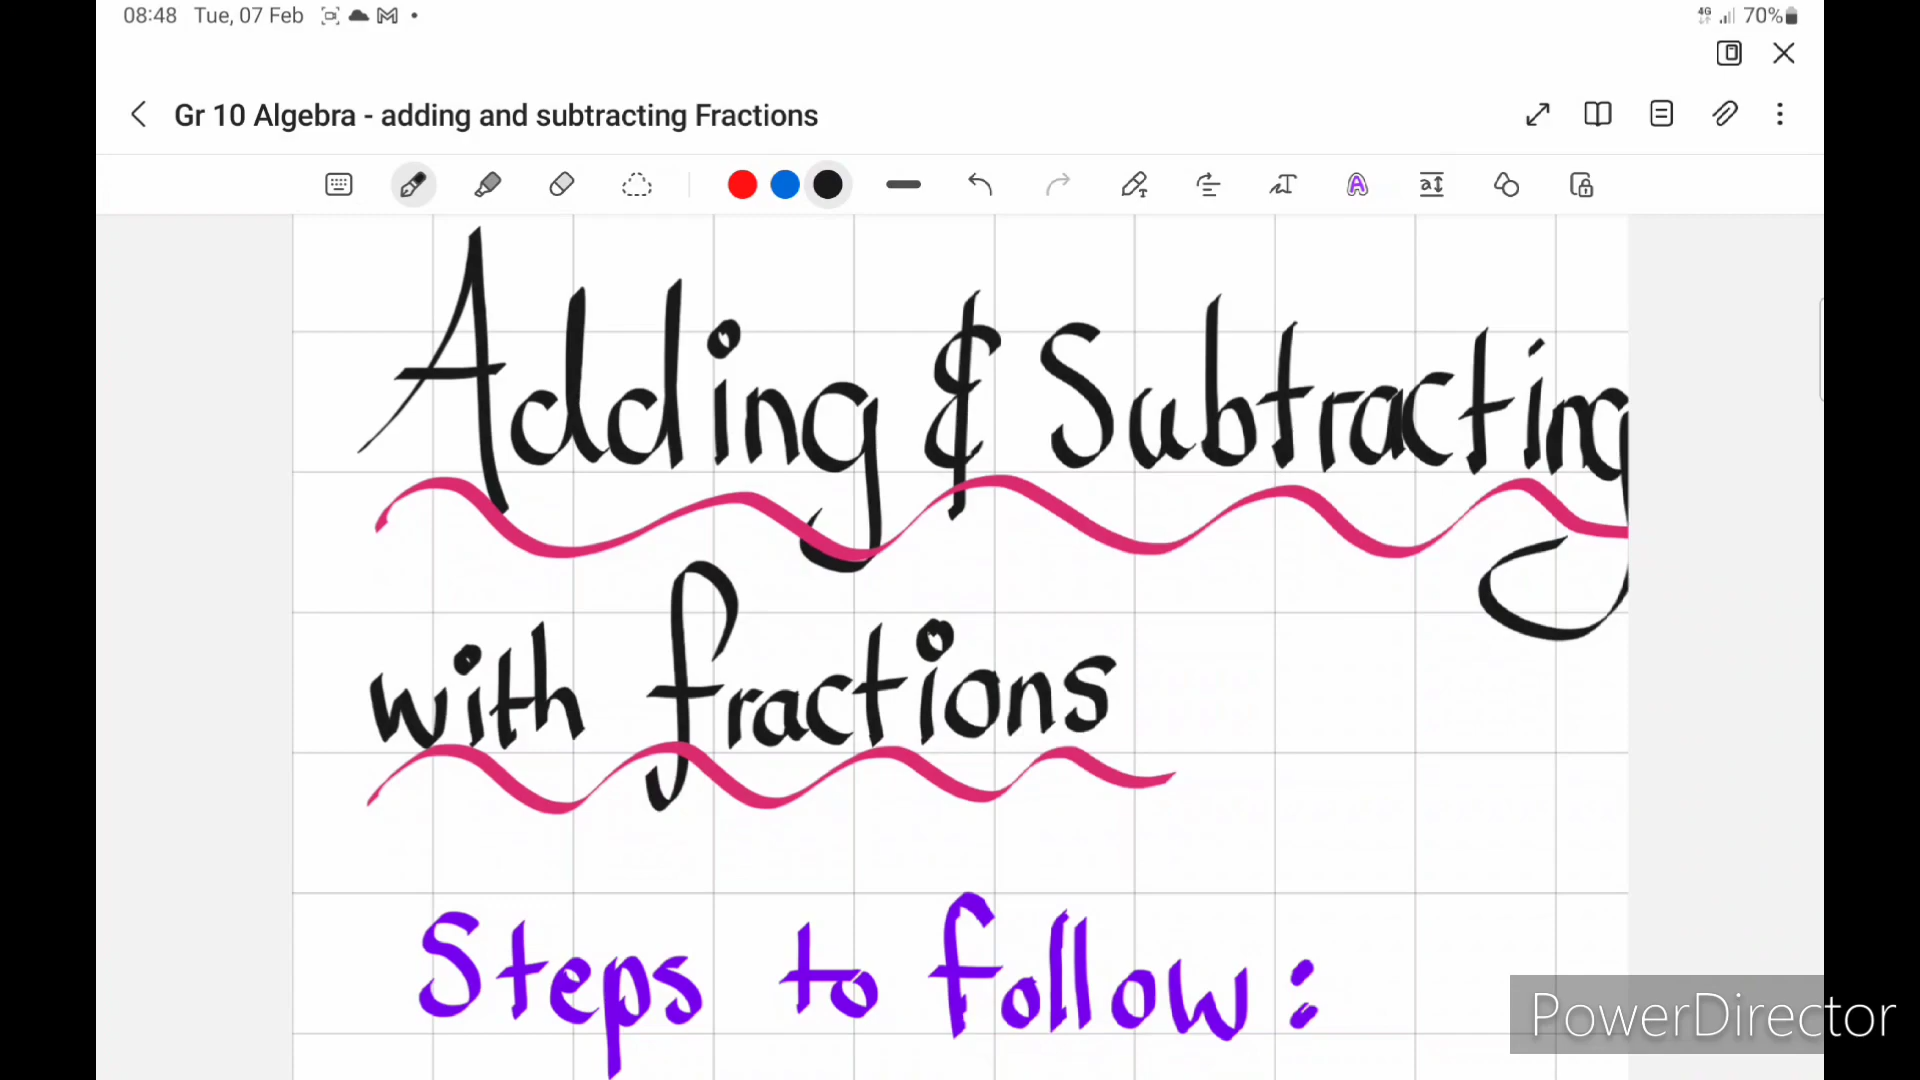 08:48 Tue, 07 Feb
4G 70%
Gr 10 Algebra - adding and subtracting Fractions
Adding & Subtracting
with fractions
Steps to follow:
PowerDirector